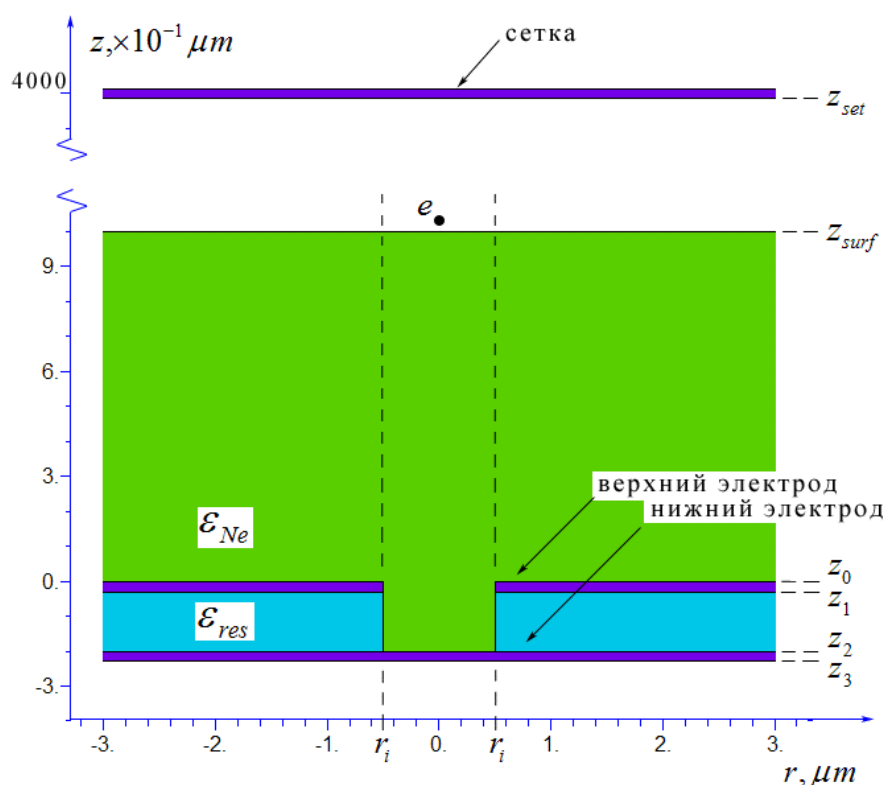 z,×10⁻¹ μm
сетка
4000
z_set
e
z_surf
9.
6.
3.
верхний электрод
нижний электрод
ε_Ne
0.
z_0
z_1
ε_res
z_2
z_3
-3.
-3. -2. -1. r_i 0. r_i 1. 2. 3.
r, μm